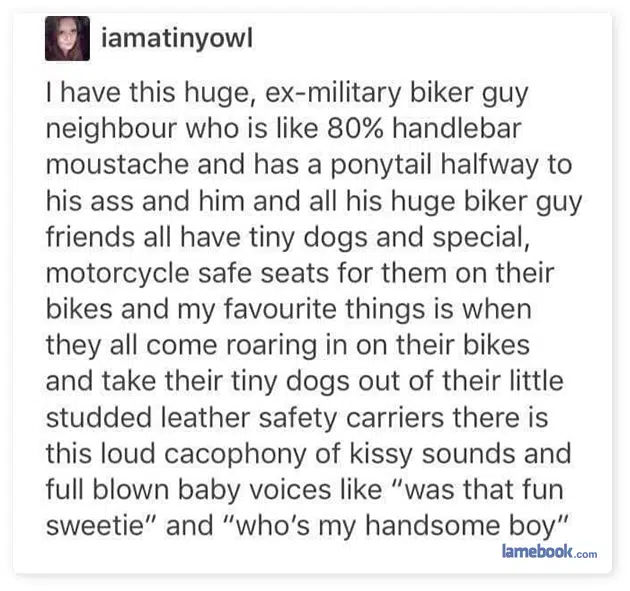 iamatinyowl
I have this huge, ex-military biker guy
neighbour who is like 80% handlebar
moustache and has a ponytail halfway to
his ass and him and all his huge biker guy
friends all have tiny dogs and special,
motorcycle safe seats for them on their
bikes and my favourite things is when
they all come roaring in on their bikes
and take their tiny dogs out of their little
studded leather safety carriers there is
this loud cacophony of kissy sounds and
full blown baby voices like “was that fun
sweetie” and “who’s my handsome boy”
lamebook.com